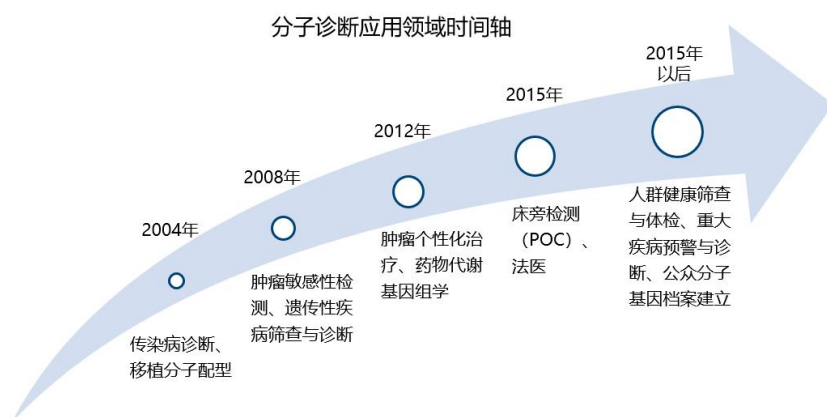 分子诊断应用领域时间轴
2004年
传染病诊断、
移植分子配型
2008年
肿瘤敏感性检
测、遗传性疾
病筛查与诊断
2012年
肿瘤个性化治
疗、药物代谢
基因组学
2015年
床旁检测
（POC）、
法医
2015年
以后
人群健康筛查
与体检、重大
疾病预警与诊
断、公众分子
基因档案建立